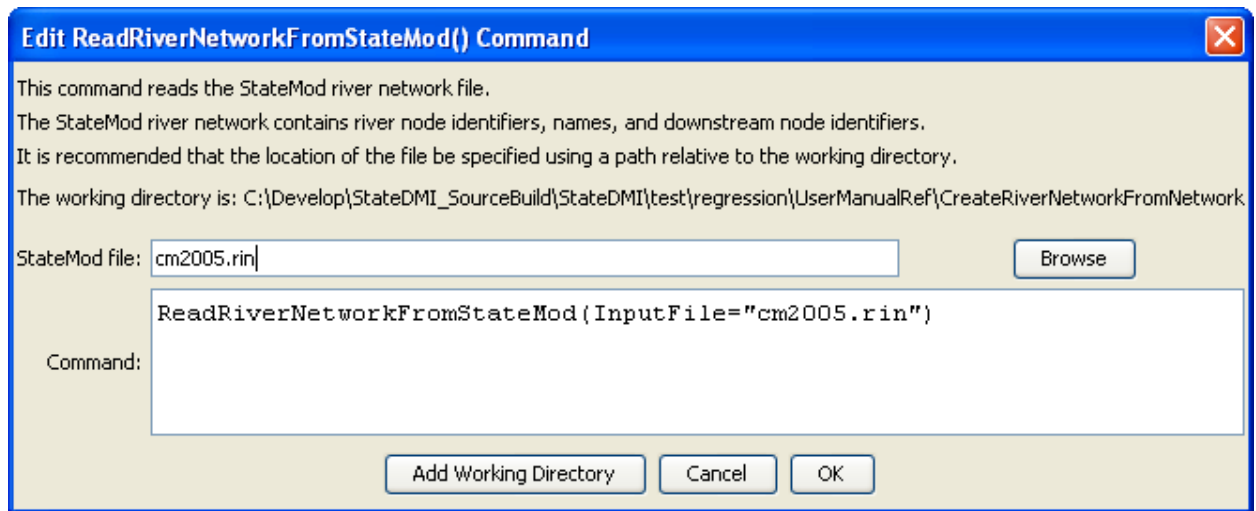 Edit ReadRiverNetworkFromStateMod() Command
This command reads the StateMod river network file.
The StateMod river network contains river node identifiers, names, and downstream node identifiers.
It is recommended that the location of the file be specified using a path relative to the working directory.
The working directory is: C:\Develop\StateDMI_SourceBuild\StateDMI\test\regression\UserManualRef\CreateRiverNetworkFromNetwork
StateMod file: cm2005.rin Browse
ReadRiverNetworkFromStateMod(InputFile="cm2005.rin")
Command:
Add Working Directory Cancel OK